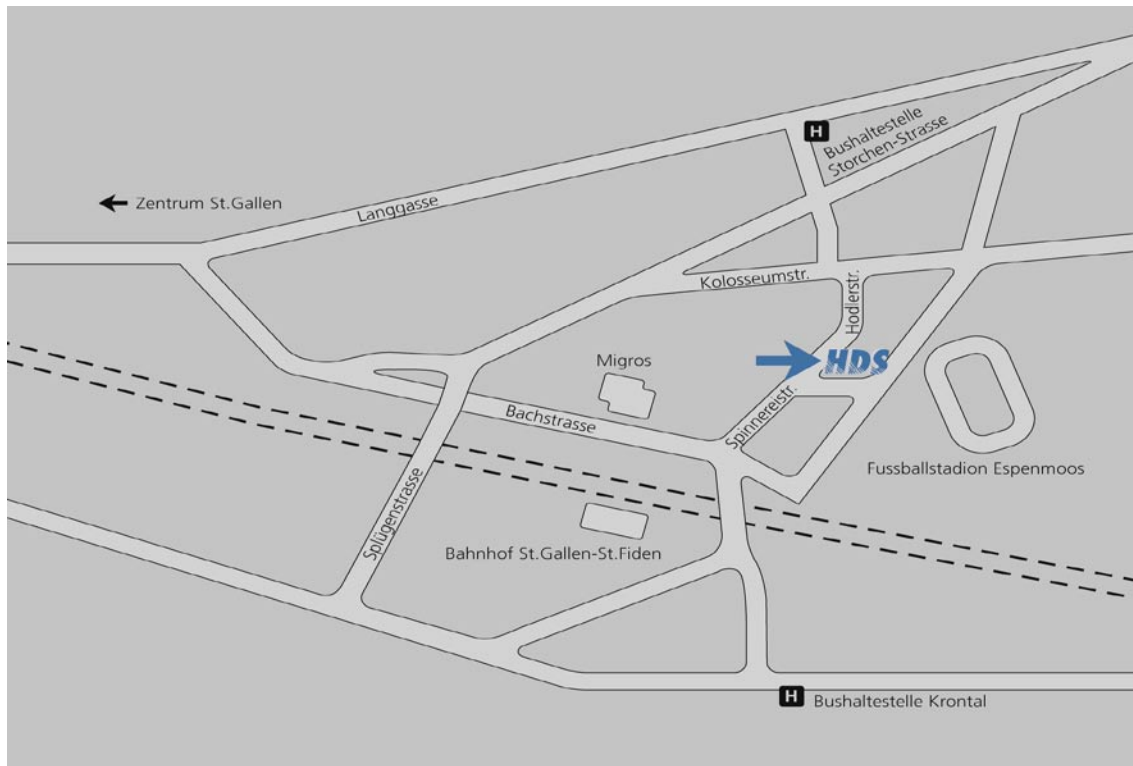 H
Bushaltestelle
Storchen-Strasse
Zentrum St.Gallen
Langgasse
Kolosseumstr.
Hodlerstr.
HDS
Migros
Spinnereistr.
Bachstrasse
Fussballstadion Espenmoos
Splügenstrasse
Bahnhof St.Gallen-St.Fiden
H
Bushaltestelle Krontal